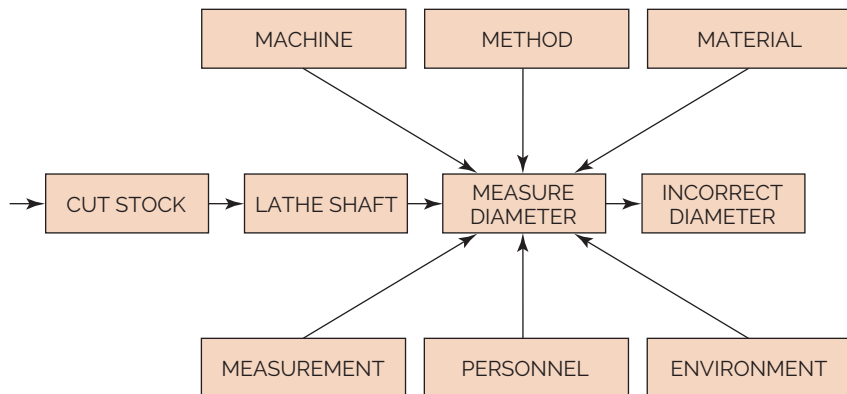 MACHINE
METHOD
MATERIAL
CUT STOCK
LATHE SHAFT
MEASURE
DIAMETER
INCORRECT
DIAMETER
MEASUREMENT
PERSONNEL
ENVIRONMENT